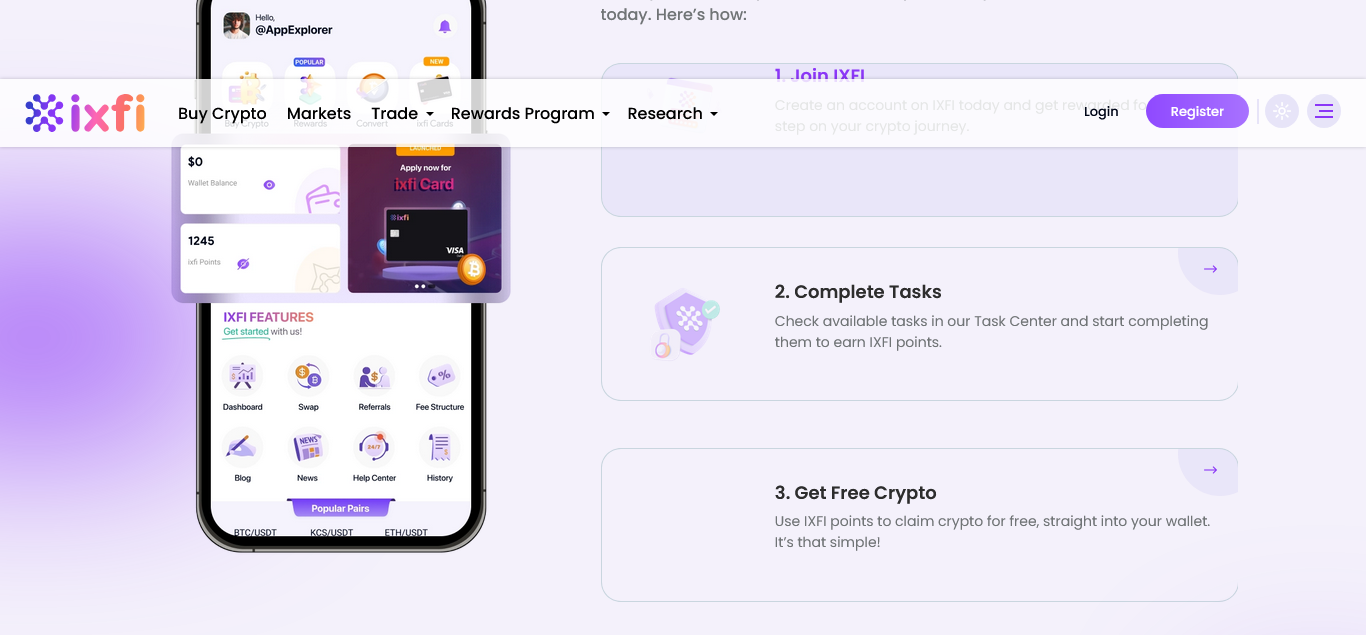 today. Here's how:
Hello,
@AppExplorer
POPULAR
NEW
1. Join IXFI
Create an account on IXFI today and get rewarded fo
step on your crypto journey.
ixfi
Buy Crypto
Markets
Trade
Rewards Program
Research
Login
Register
Buy Crypto
Rewards
Convert
ixfi Cards
$0
Wallet Balance
1245
Ixfi Points
LAUNCHED
Apply now for
ixfi Card
ixfi
VISA
IXFI FEATURES
Get started with us!
Dashboard
Swap
Referrals
Fee Structure
NEWS
24/7
Blog
News
Help Center
History
Popular Pairs
BTC/USDT
KCS/USDT
ETH/USDT
2. Complete Tasks
Check available tasks in our Task Center and start completing
them to earn IXFI points.
3. Get Free Crypto
Use IXFI points to claim crypto for free, straight into your wallet.
It's that simple!